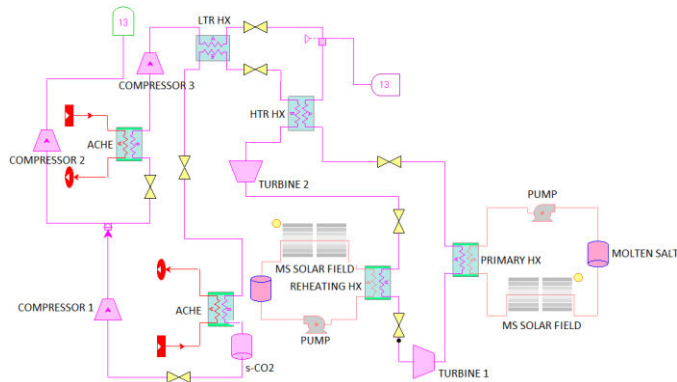 13
LTR HX
COMPRESSOR 3
13
HTR HX
ACHE
COMPRESSOR 2
TURBINE 2
PUMP
MS SOLAR FIELD
REHEATING HX
PRIMARY HX
MOLTEN SALT
COMPRESSOR 1
ACHE
MS SOLAR FIELD
PUMP
s-CO2
TURBINE 1